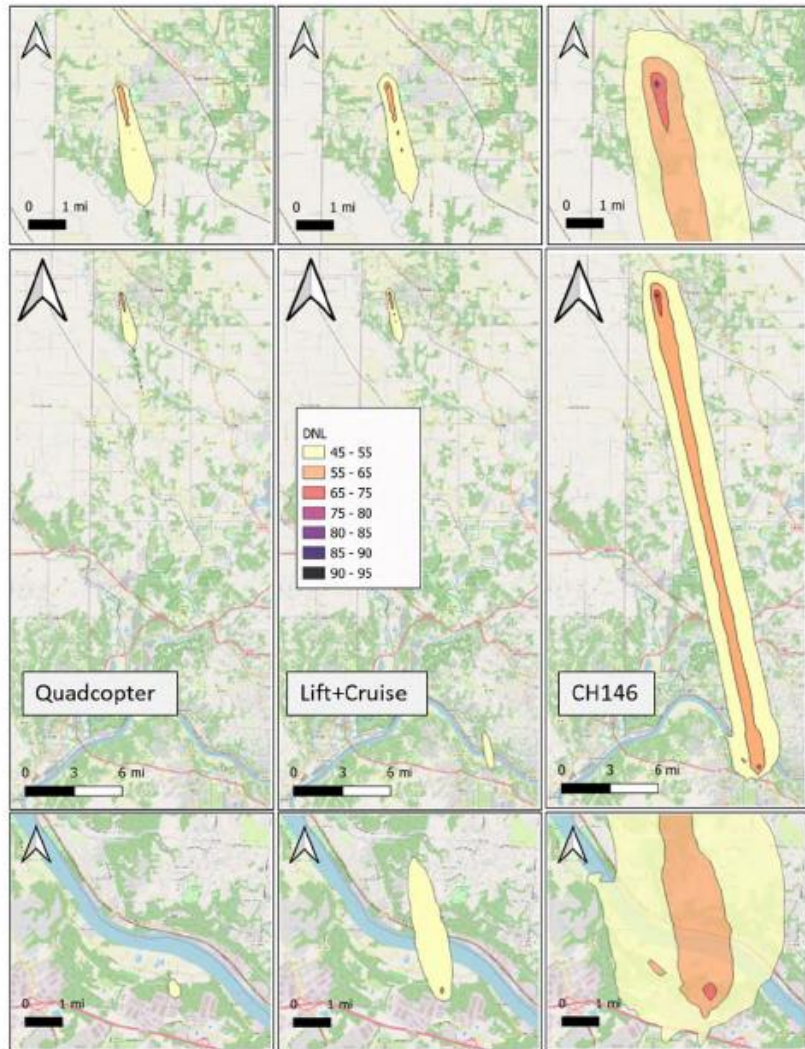 0 1 mi
0 1 mi
0 1 mi
DNL
45 - 55
55 - 65
65 - 75
75 - 80
80 - 85
85 - 90
90 - 95
Quadcopter
Lift+Cruise
CH146
0 3 6 mi
0 3 6 mi
0 3 6 mi
0 1 mi
0 1 mi
0 1 mi